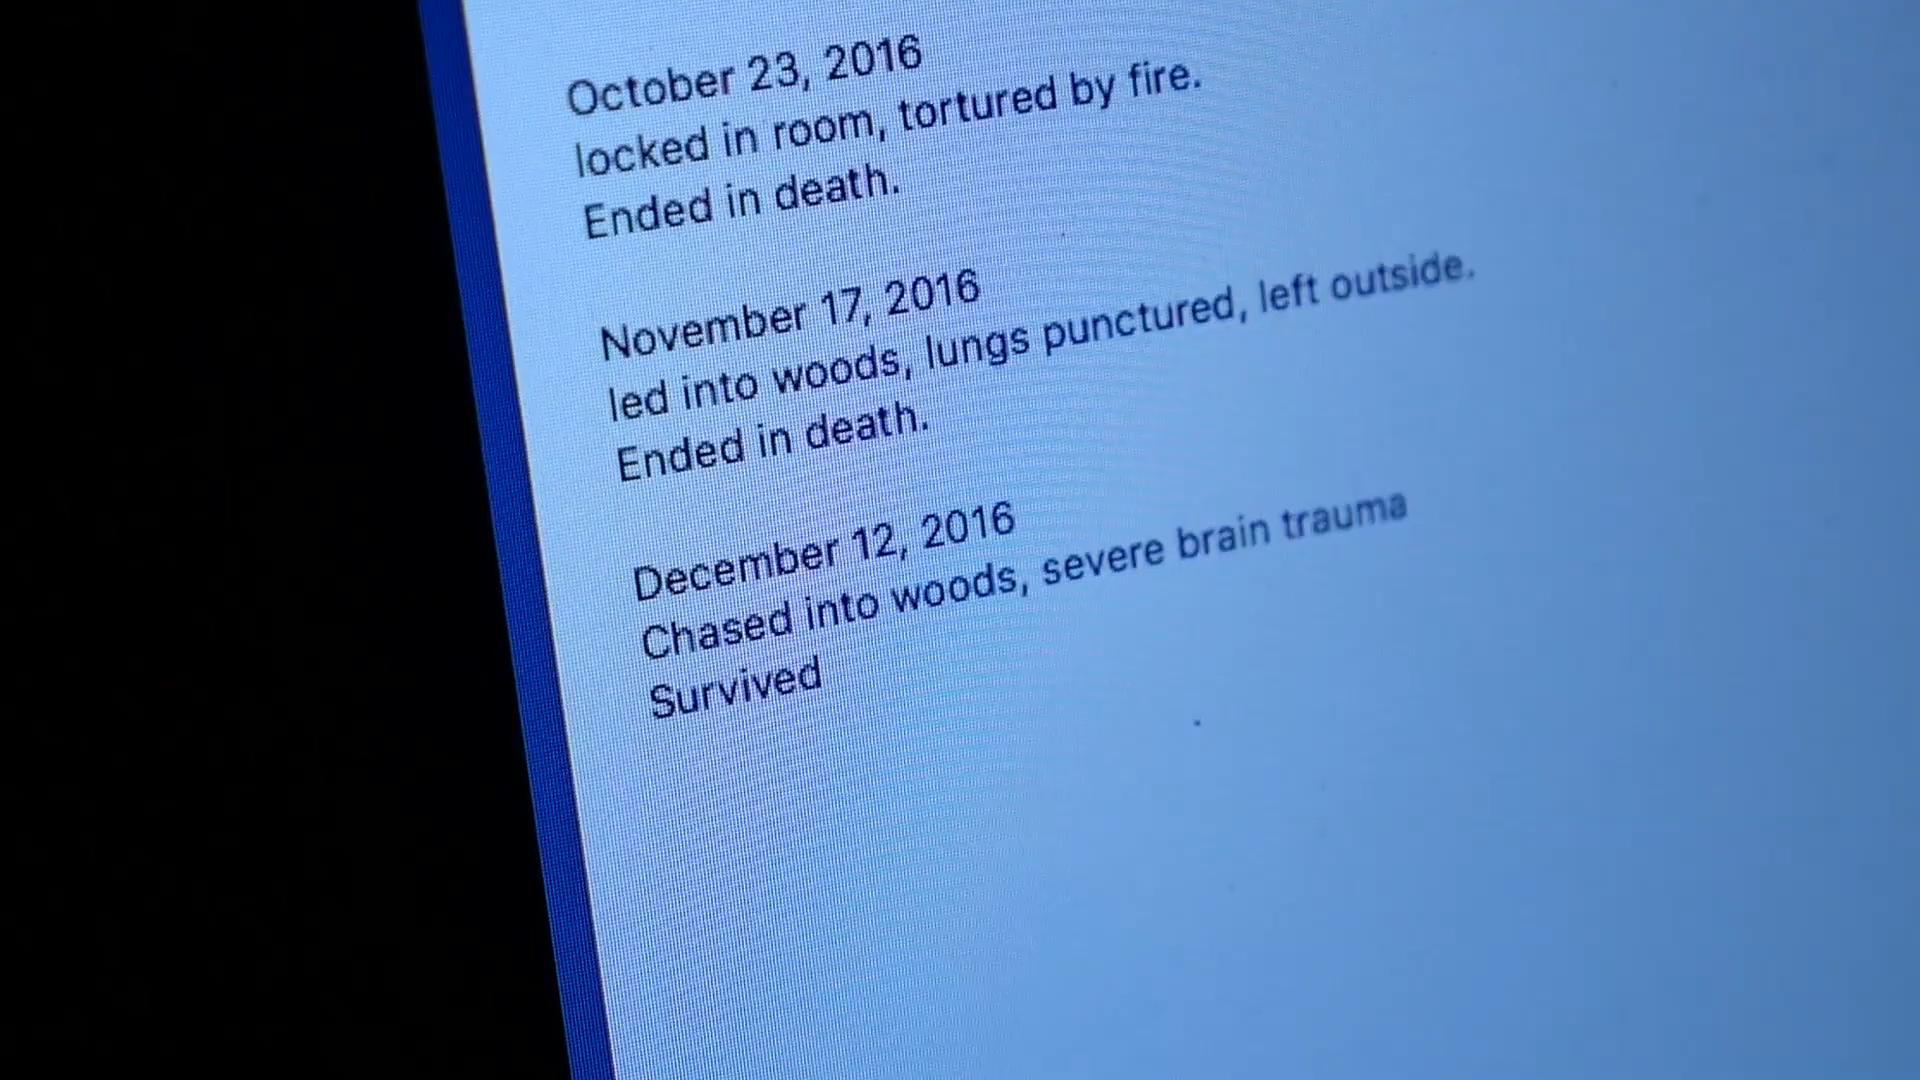 October 23, 2016
locked in room, tortured by fire.
Ended in death.
November 17, 2016
led into woods, lungs punctured, left outside.
Ended in death.
December 12, 2016
Chased into woods, severe brain trauma
Survived